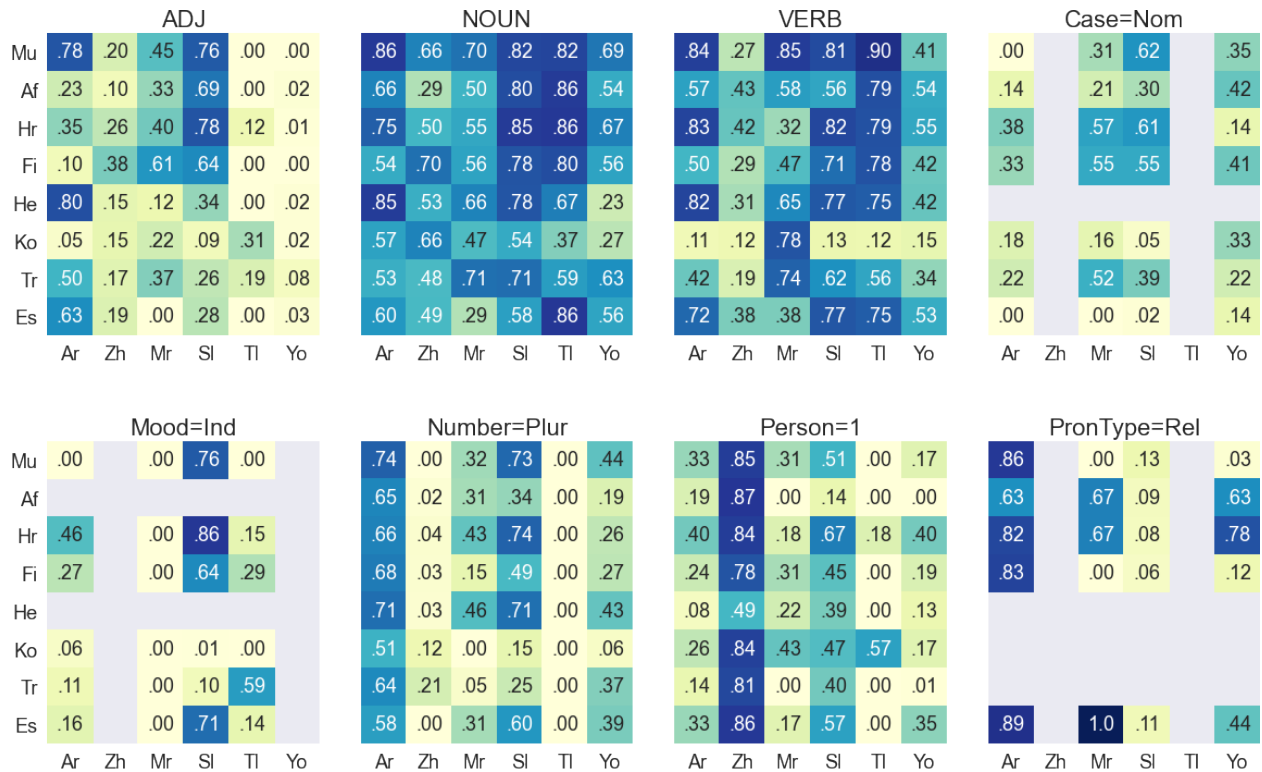 ADJ NOUN VERB Case=Nom
Mu .78 .20 .45 .76 .00 .00 .86 .66 .70 .82 .82 .69 .84 .27 .85 .81 .90 .41 .00 .31 .62 .35
Af .23 .10 .33 .69 .00 .02 .66 .29 .50 .80 .86 .54 .57 .43 .58 .56 .79 .54 .14 .21 .30 .42
Hr .35 .26 .40 .78 .12 .01 .75 .50 .55 .85 .86 .67 .83 .42 .32 .82 .79 .55 .38 .57 .61 .14
Fi .10 .38 .61 .64 .00 .00 .54 .70 .56 .78 .80 .56 .50 .29 .47 .71 .78 .42 .33 .55 .55 .41
He .80 .15 .12 .34 .00 .02 .85 .53 .66 .78 .67 .23 .82 .31 .65 .77 .75 .42
Ko .05 .15 .22 .09 .31 .02 .57 .66 .47 .54 .37 .27 .11 .12 .78 .13 .12 .15 .18 .16 .05 .33
Tr .50 .17 .37 .26 .19 .08 .53 .48 .71 .71 .59 .63 .42 .19 .74 .62 .56 .34 .22 .52 .39 .22
Es .63 .19 .00 .28 .00 .03 .60 .49 .29 .58 .86 .56 .72 .38 .38 .77 .75 .53 .00 .00 .02 .14
Ar Zh Mr Sl Tl Yo Ar Zh Mr Sl Tl Yo Ar Zh Mr Sl Tl Yo Ar Zh Mr Sl Tl Yo
Mood=Ind Number=Plur Person=1 PronType=Rel
Mu .00 .00 .76 .00 .74 .00 .32 .73 .00 .44 .33 .85 .31 .51 .00 .17 .86 .00 .13 .03
Af .65 .02 .31 .34 .00 .19 .19 .87 .00 .14 .00 .00 .63 .67 .09 .63
Hr .46 .00 .86 .15 .66 .04 .43 .74 .00 .26 .40 .84 .18 .67 .18 .40 .82 .67 .08 .78
Fi .27 .00 .64 .29 .68 .03 .15 .49 .00 .27 .24 .78 .31 .45 .00 .19 .83 .00 .06 .12
He .71 .03 .46 .71 .00 .43 .08 .49 .22 .39 .00 .13
Ko .06 .00 .01 .00 .51 .12 .00 .15 .00 .06 .26 .84 .43 .47 .57 .17
Tr .11 .00 .10 .59 .64 .21 .05 .25 .00 .37 .14 .81 .00 .40 .00 .01
Es .16 .00 .71 .14 .58 .00 .31 .60 .00 .39 .33 .86 .17 .57 .00 .35 .89 1.0 .11 .44
Ar Zh Mr Sl Tl Yo Ar Zh Mr Sl Tl Yo Ar Zh Mr Sl Tl Yo Ar Zh Mr Sl Tl Yo